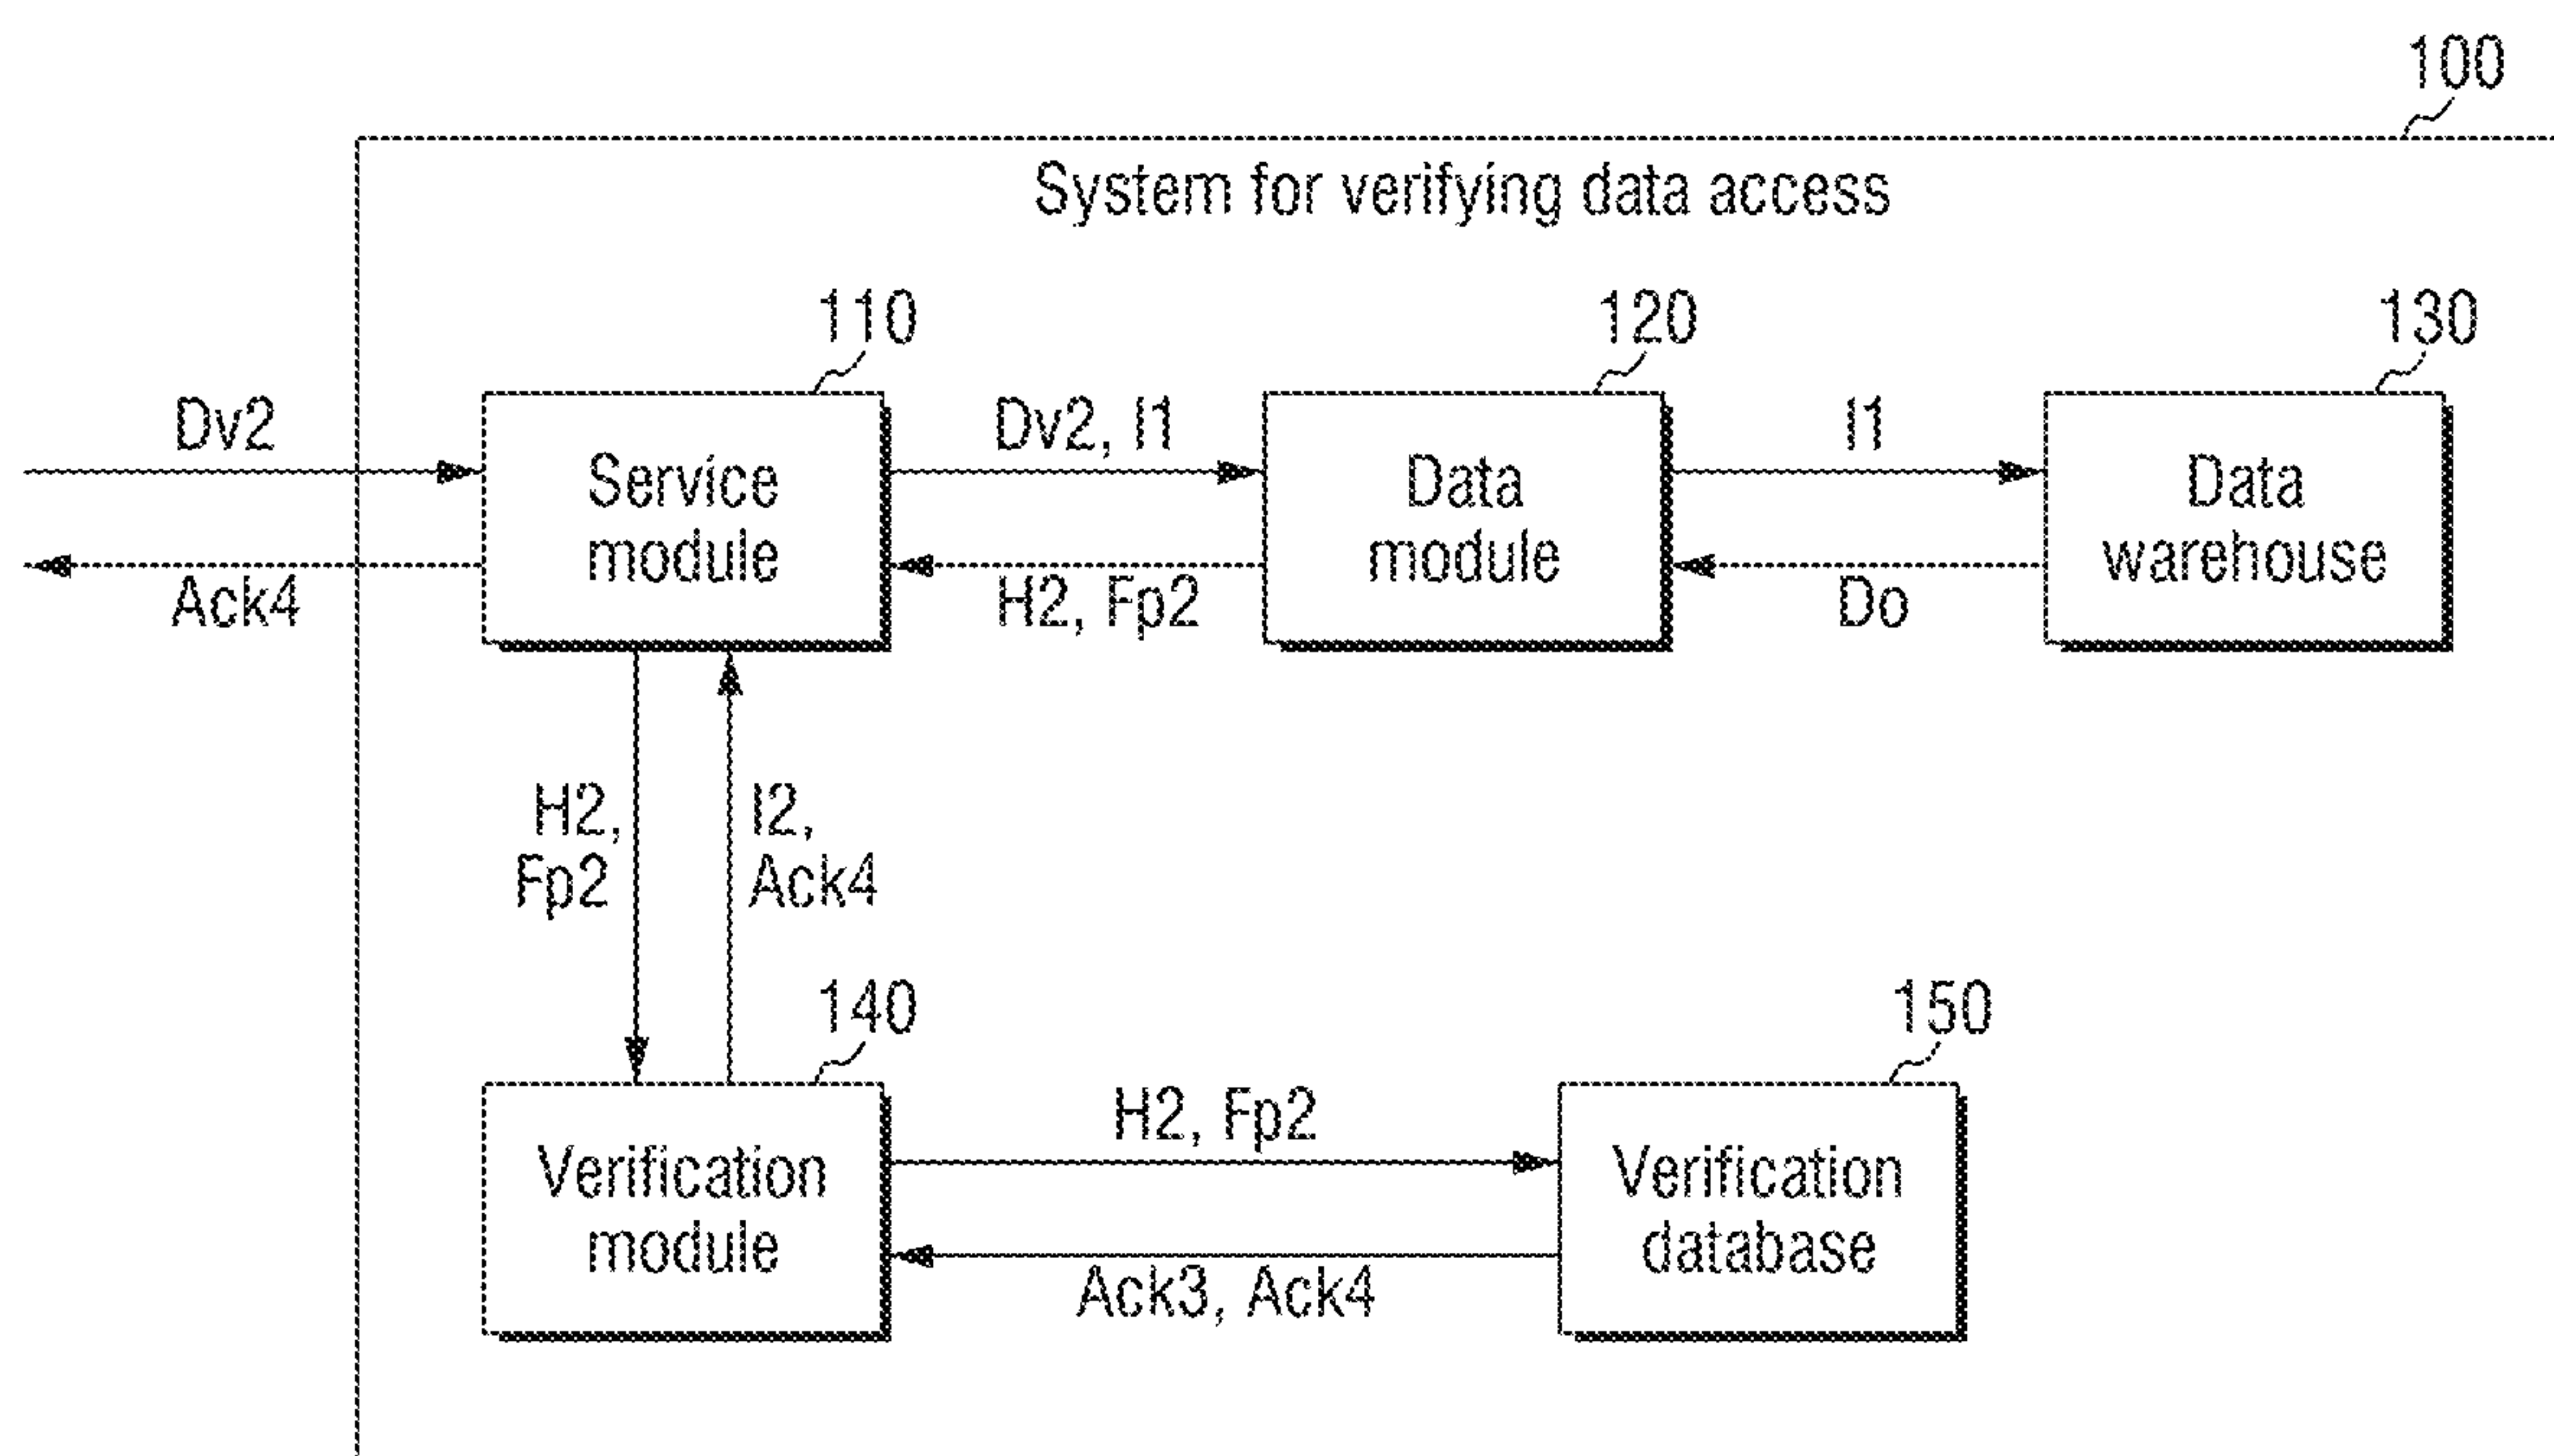 100
System for verifying data access
110
120
130
Dv2
Dv2, I1
I1
Service
module
Data
module
Data
warehouse
Ack4
H2, Fp2
Do
H2,
Fp2
I2,
Ack4
140
150
H2, Fp2
Verification
module
Verification
database
Ack3, Ack4